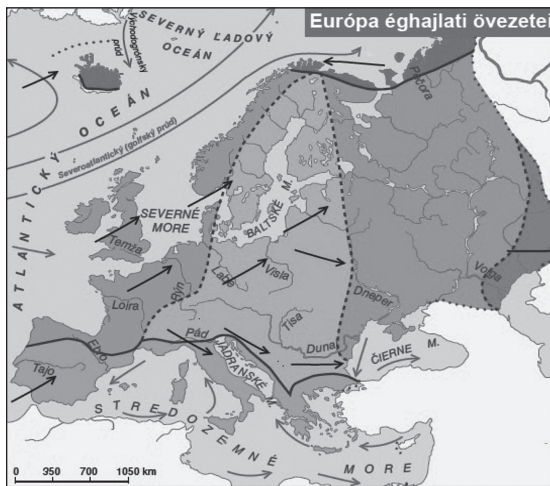 Európa éghajlati övezetei
SEVERNÝ ĽADOVÝ
OCEÁN
Východogrónsky
prúd
Pečora
ATLANTICKÝ OCEÁN
Severoatlantický (golfský prúd)
SEVERNÉ
MORE
BALTSKÉ M.
Temža
Labe
Visla
Rýn
Loira
Dneper
Volga
Tisa
Pád
Duna
ČIERNE M.
Ebro
JADRANSKÉ M.
Tajo
STREDOZEMNÉ MORE
0 350 700 1050 km